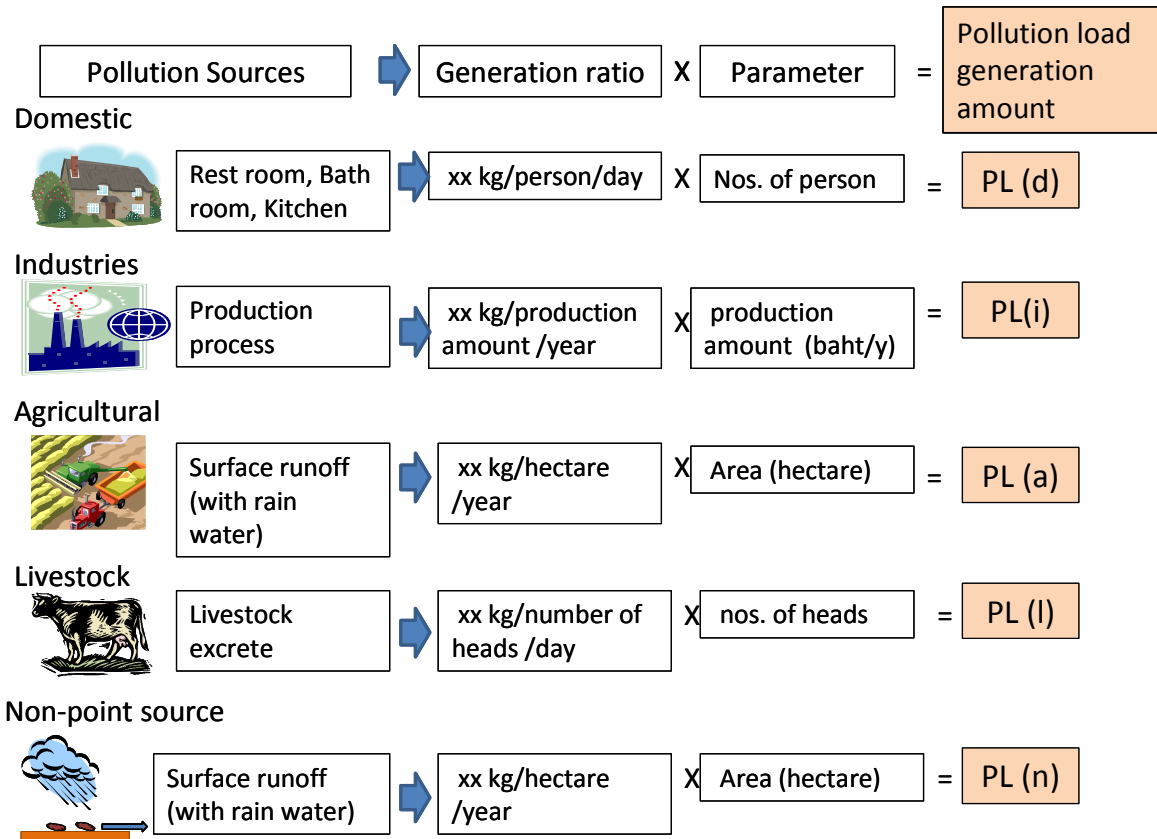 Pollution Sources
Generation ratio
X
Parameter
=
Pollution load
generation
amount
Domestic
Rest room, Bath
room, Kitchen
xx kg/person/day
X
Nos. of person
=
PL (d)
Industries
Production
process
xx kg/production
amount /year
X
production
amount (baht/y)
=
PL(i)
Agricultural
Surface runoff
(with rain
water)
xx kg/hectare
/year
X
Area (hectare)
=
PL (a)
Livestock
Livestock
excrete
xx kg/number of
heads /day
X
nos. of heads
=
PL (l)
Non-point source
Surface runoff
(with rain water)
xx kg/hectare
/year
X
Area (hectare)
=
PL (n)